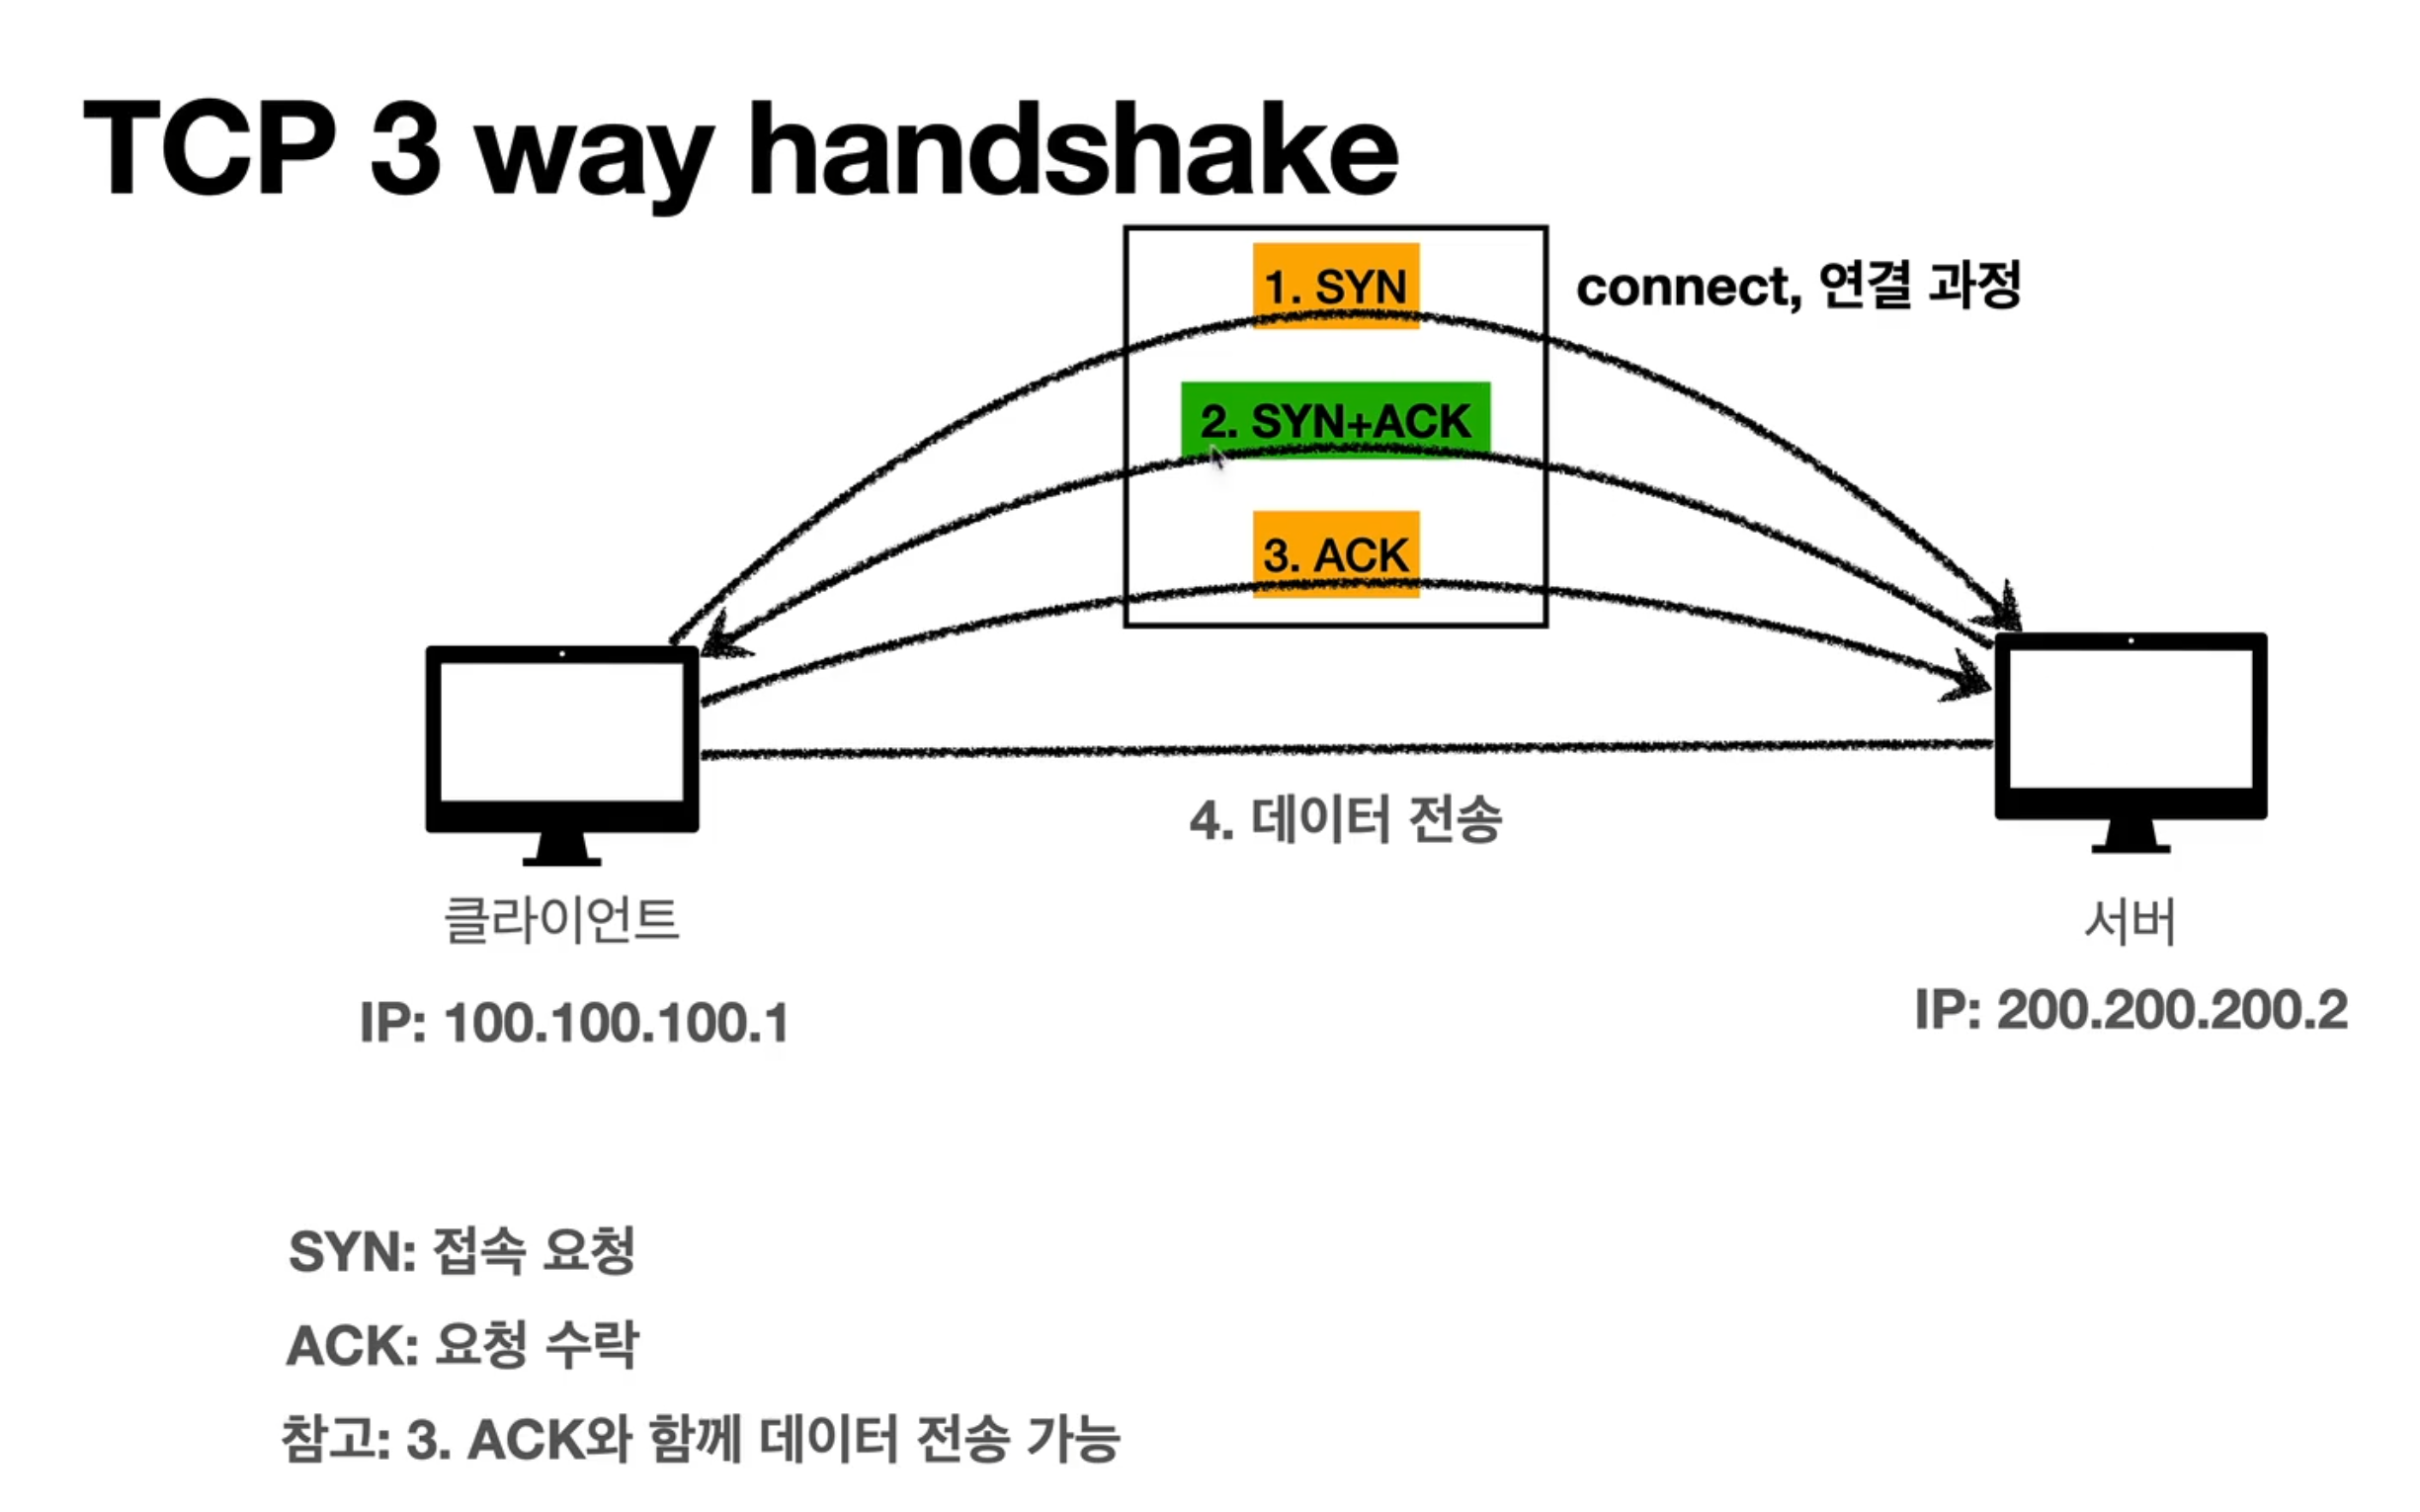 TCP 3 way handshake
1. SYN
connect, 연결 과정
2. SYN+ACK
3. ACK
4. 데이터 전송
클라이언트
서버
IP: 100.100.100.1
IP: 200.200.200.2
SYN: 접속 요청
ACK: 요청 수락
참고: 3. ACK와 함께 데이터 전송 가능